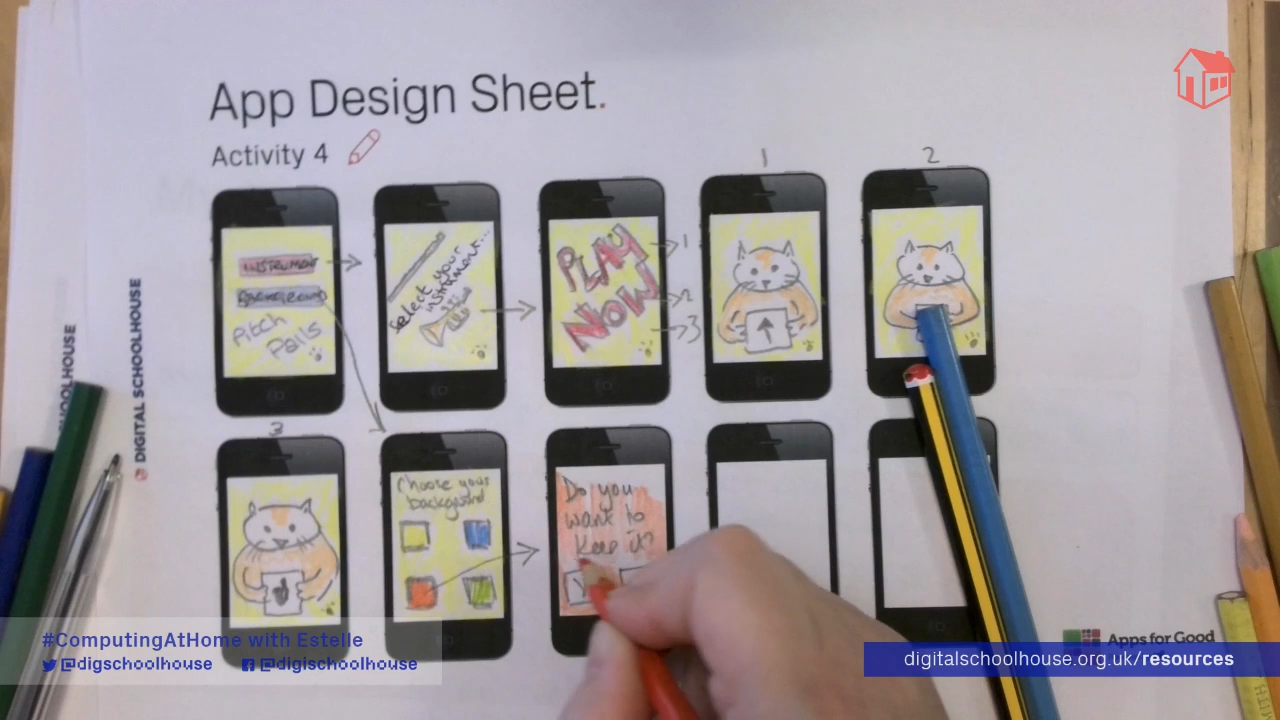 App Design Sheet.
Activity 4
1
2
INSTRUMENT
BACKGROUND
Pitch
Palls
Select your
instrument...
PLAY
NOW
1
2
3
3
Choose your
background
Do you
want to
keep it?
DIGITAL SCHOOLHOUSE
#ComputingAtHome with Estelle
@digschoolhouse
@digischoolhouse
Apps for Good
digitalschoolhouse.org.uk/resources